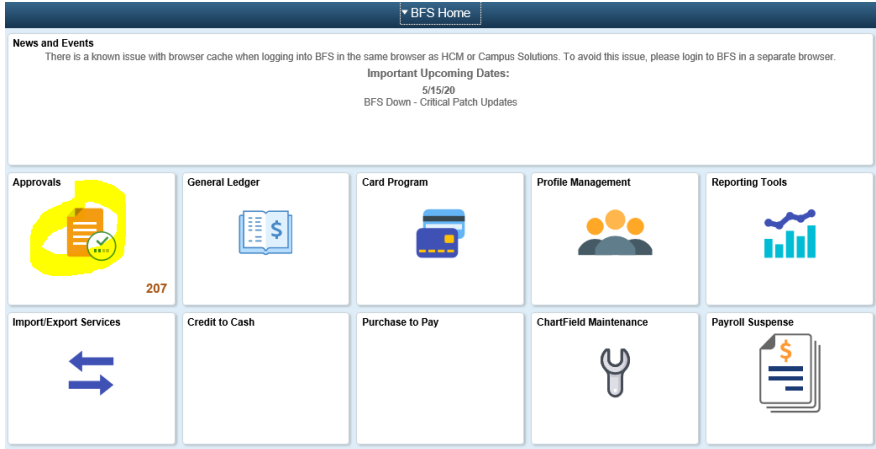 BFS Home
News and Events
There is a known issue with browser cache when logging into BFS in the same browser as HCM or Campus Solutions. To avoid this issue, please login to BFS in a separate browser.
Important Upcoming Dates:
5/15/20
BFS Down - Critical Patch Updates
Approvals
207
General Ledger
$
Card Program
Profile Management
Reporting Tools
Import/Export Services
Credit to Cash
Purchase to Pay
ChartField Maintenance
Payroll Suspense
$